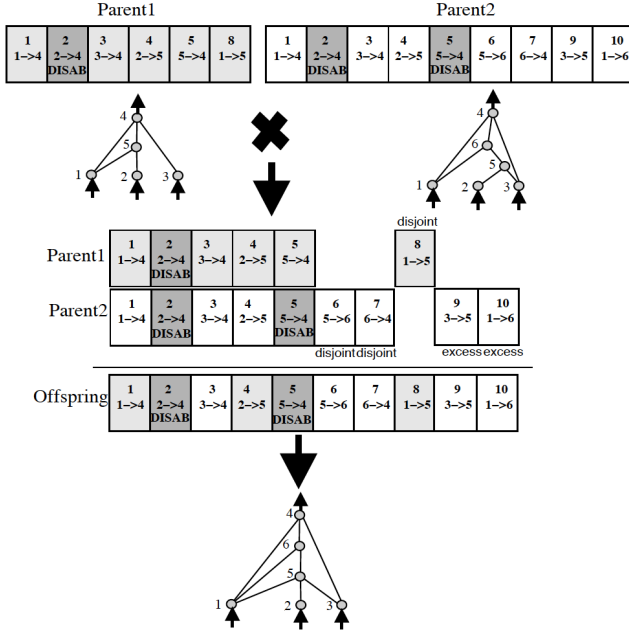 Parent1 Parent2
1 2 3 4 5 8 1 2 3 4 5 6 7 9 10
1–>4 2–>4 3–>4 2–>5 5–>4 1–>5 1–>4 2–>4 3–>4 2–>5 5–>4 5–>6 6–>4 3–>5 1–>6
DISAB DISAB DISAB
4 4
5 6
5
1 2 3 1 2 3
disjoint
Parent1
1 2 3 4 5 8
1–>4 2–>4 3–>4 2–>5 5–>4 1–>5
DISAB
Parent2
1 2 3 4 5 6 7 9 10
1–>4 2–>4 3–>4 2–>5 5–>4 5–>6 6–>4 3–>5 1–>6
DISAB DISAB
disjoint disjoint excess excess
Offspring
1 2 3 4 5 6 7 8 9 10
1–>4 2–>4 3–>4 2–>5 5–>4 5–>6 6–>4 1–>5 3–>5 1–>6
DISAB DISAB
4
6
5
1 2 3